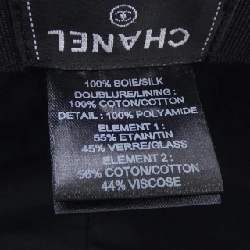 CHANEL
100% SOIE/SILK
DOUBLURE/LINING:
100% COTON/COTTON
DETAIL: 100% POLYAMIDE
ELEMENT 1:
55% ETAIN/TIN
45% VERRE/GLASS
ELEMENT 2:
56% COTON/COTTON
44% VISCOSE